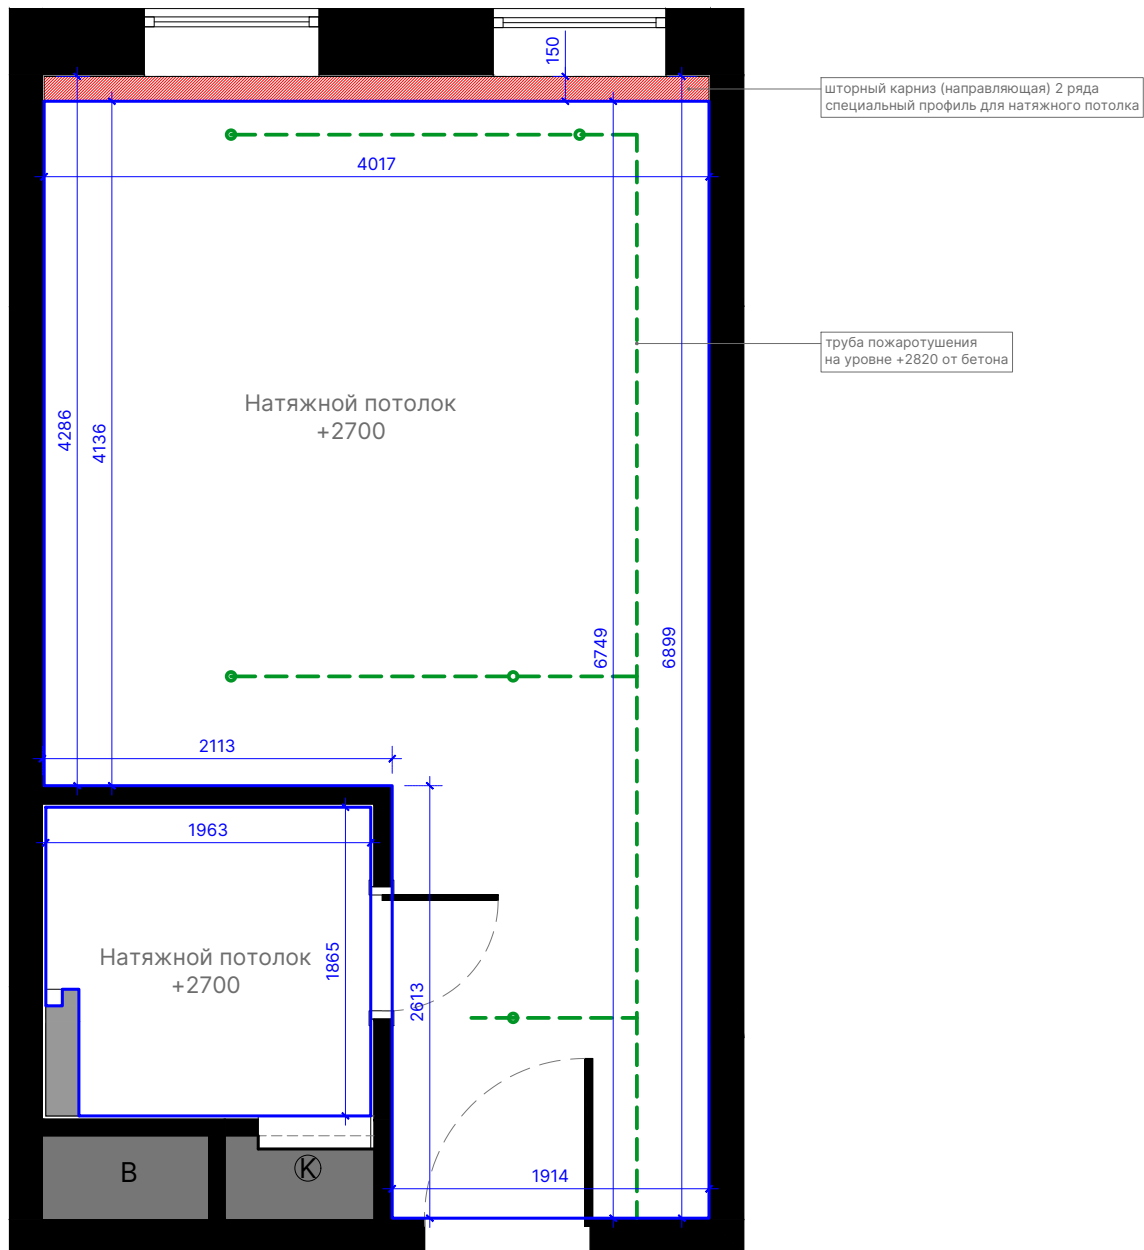 150
шторный карниз (направляющая) 2 ряда
специальный профиль для натяжного потолка
4017
труба пожаротушения
на уровне +2820 от бетона
Натяжной потолок
+2700
4286
4136
6749
6899
2113
1963
Натяжной потолок
+2700
1865
2613
В
К
1914